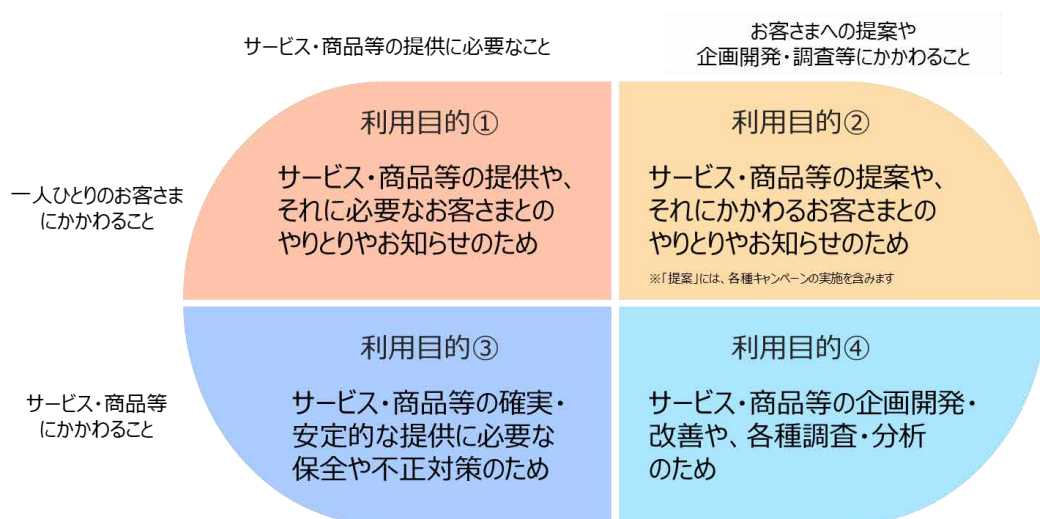 サービス・商品等の提供に必要なこと
お客さまへの提案や
企画開発・調査等にかかわること
一人ひとりのお客さま
にかかわること
利用目的①
サービス・商品等の提供や、
それに必要なお客さまとの
やりとりやお知らせのため
利用目的②
サービス・商品等の提案や、
それにかかわるお客さまとの
やりとりやお知らせのため
※「提案」には、各種キャンペーンの実施を含みます
サービス・商品等
にかかわること
利用目的③
サービス・商品等の確実・
安定的な提供に必要な
保全や不正対策のため
利用目的④
サービス・商品等の企画開発・
改善や、各種調査・分析
のため